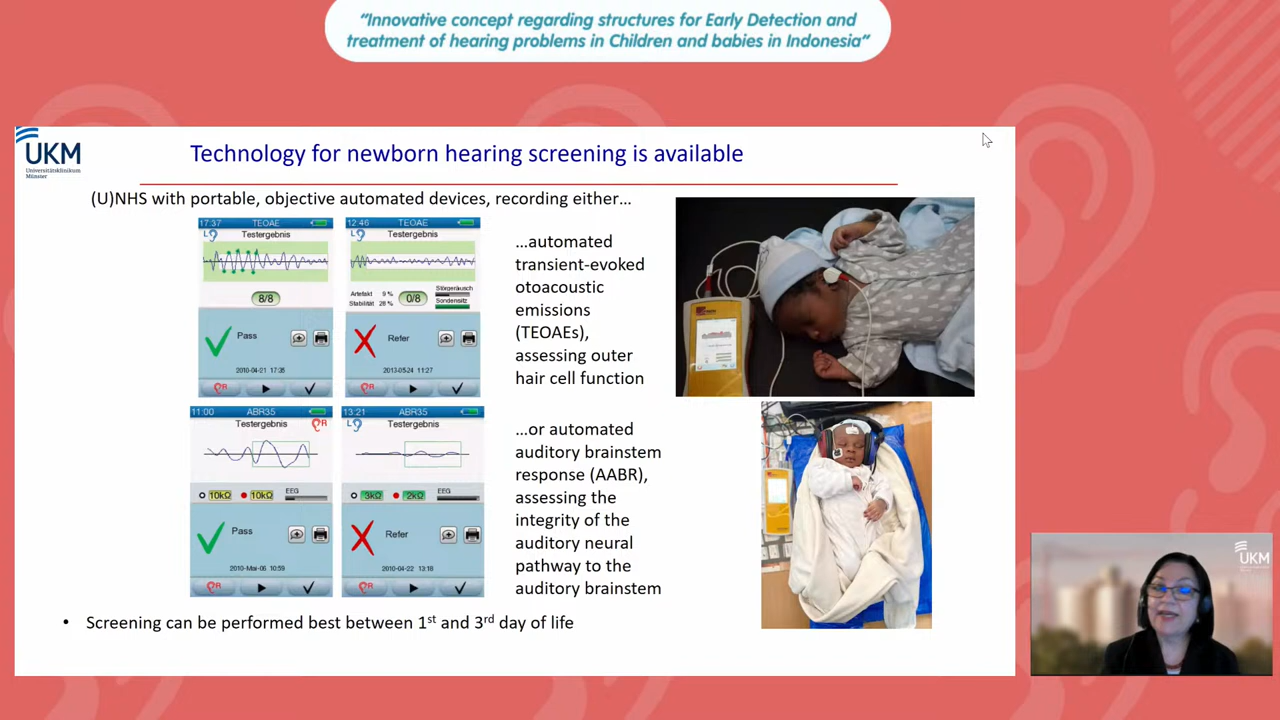 "Innovative concept regarding structures for Early Detection and
treatment of hearing problems in Children and babies in Indonesia"
UKM
Universitätsklinikum
Münster
Technology for newborn hearing screening is available
(U)NHS with portable, objective automated devices, recording either…
17:37 TEOAE
L
Testergebnis
8/8
Pass
2010-04-21 17:38
R
12:46 TEOAE
L
Testergebnis
Artefakt 9 %
Stabilität 28 %
0/8
Störgeräusch
Sondensitz
Refer
2013-05-24 11:27
R
…automated
transient-evoked
otoacoustic
emissions
(TEOAEs),
assessing outer
hair cell function
11:00 ABR35
Testergebnis
R
10kΩ 10kΩ EEG
Pass
2010-Mar-06 10:59
R
13:21 ABR35
L
Testergebnis
3kΩ 2kΩ EEG
Refer
2010-04-22 13:18
R
…or automated
auditory brainstem
response (AABR),
assessing the
integrity of the
auditory neural
pathway to the
auditory brainstem
• Screening can be performed best between 1st and 3rd day of life
UKM